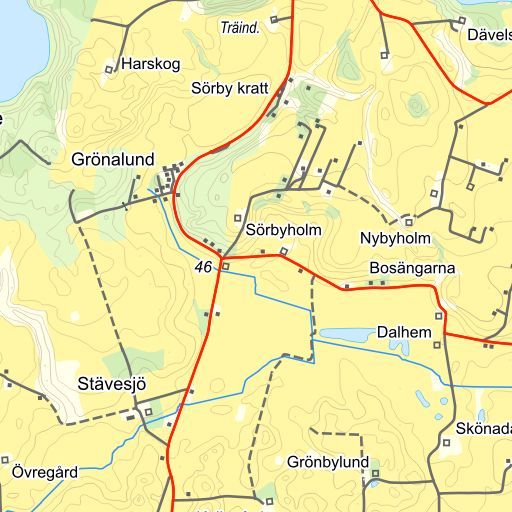 Träind.
Dävels
Harskog
Sörby kratt
e
Grönalund
Sörbyholm
Nybyholm
46
Bosängarna
Dalhem
Stävesjö
Skönada
Grönbylund
Övregård